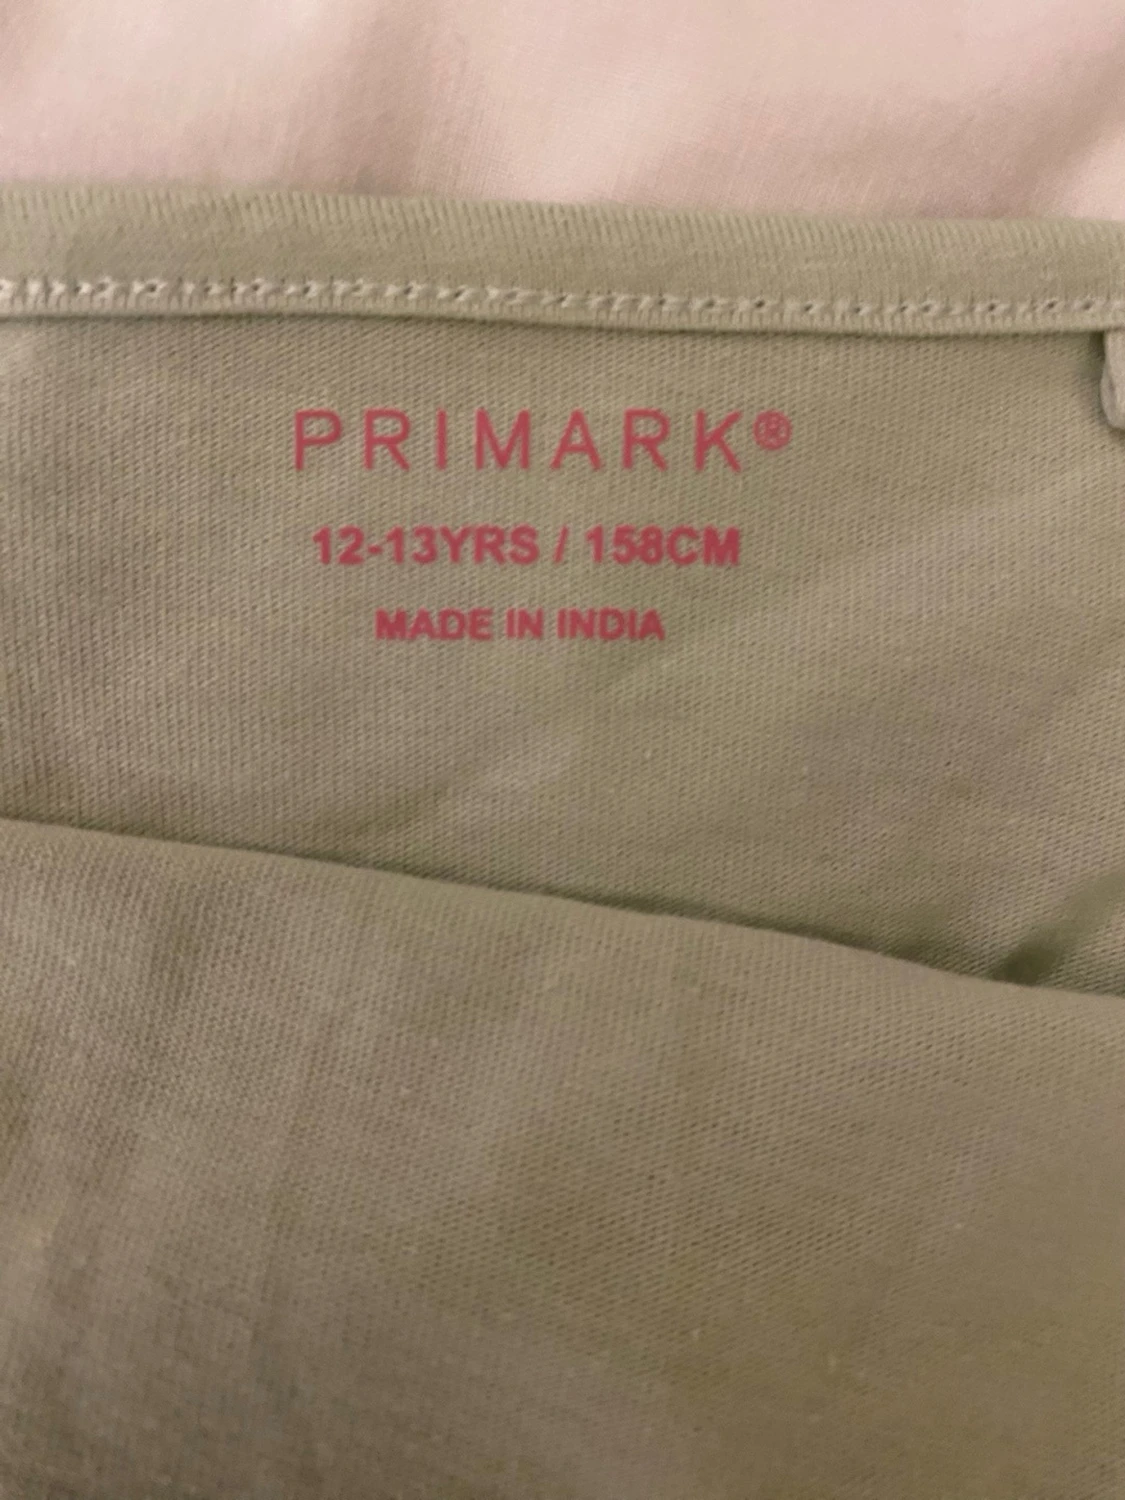 PRIMARK®
12-13YRS / 158CM
MADE IN INDIA